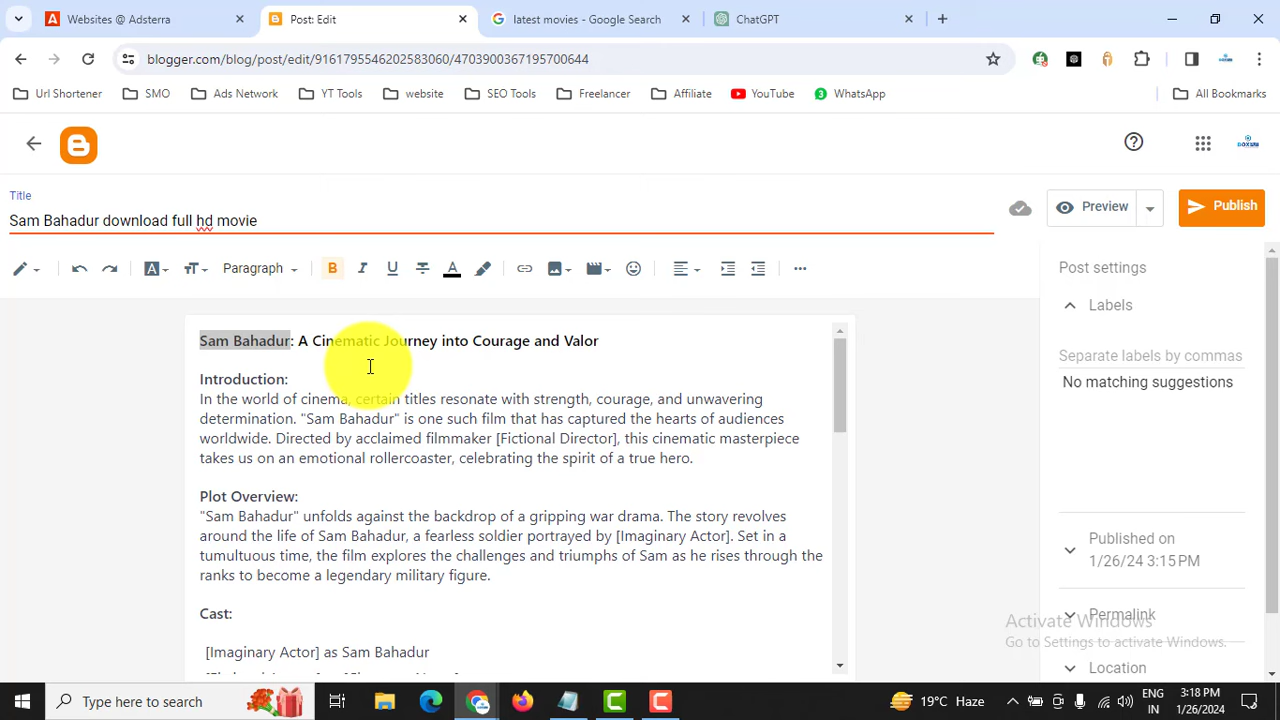 Websites @ Adsterra
Post: Edit
latest movies - Google Search
ChatGPT
blogger.com/blog/post/edit/9161795546202583060/4703900367195700644
Url Shortener
SMO
Ads Network
YT Tools
website
SEO Tools
Freelancer
Affiliate
YouTube
WhatsApp
All Bookmarks
Title
Sam Bahadur download full hd movie
Preview
Publish
Paragraph
Post settings
Labels
Separate labels by commas
No matching suggestions
Published on
1/26/24 3:15 PM
Permalink
Location
Sam Bahadur: A Cinematic Journey into Courage and Valor
Introduction:
In the world of cinema, certain titles resonate with strength, courage, and unwavering
determination. "Sam Bahadur" is one such film that has captured the hearts of audiences
worldwide. Directed by acclaimed filmmaker [Fictional Director], this cinematic masterpiece
takes us on an emotional rollercoaster, celebrating the spirit of a true hero.
Plot Overview:
"Sam Bahadur" unfolds against the backdrop of a gripping war drama. The story revolves
around the life of Sam Bahadur, a fearless soldier portrayed by [Imaginary Actor]. Set in a
tumultuous time, the film explores the challenges and triumphs of Sam as he rises through the
ranks to become a legendary military figure.
Cast:
[Imaginary Actor] as Sam Bahadur
Activate Windows
Go to Settings to activate Windows.
Type here to search
19°C Haze
ENG
IN
3:18 PM
1/26/2024